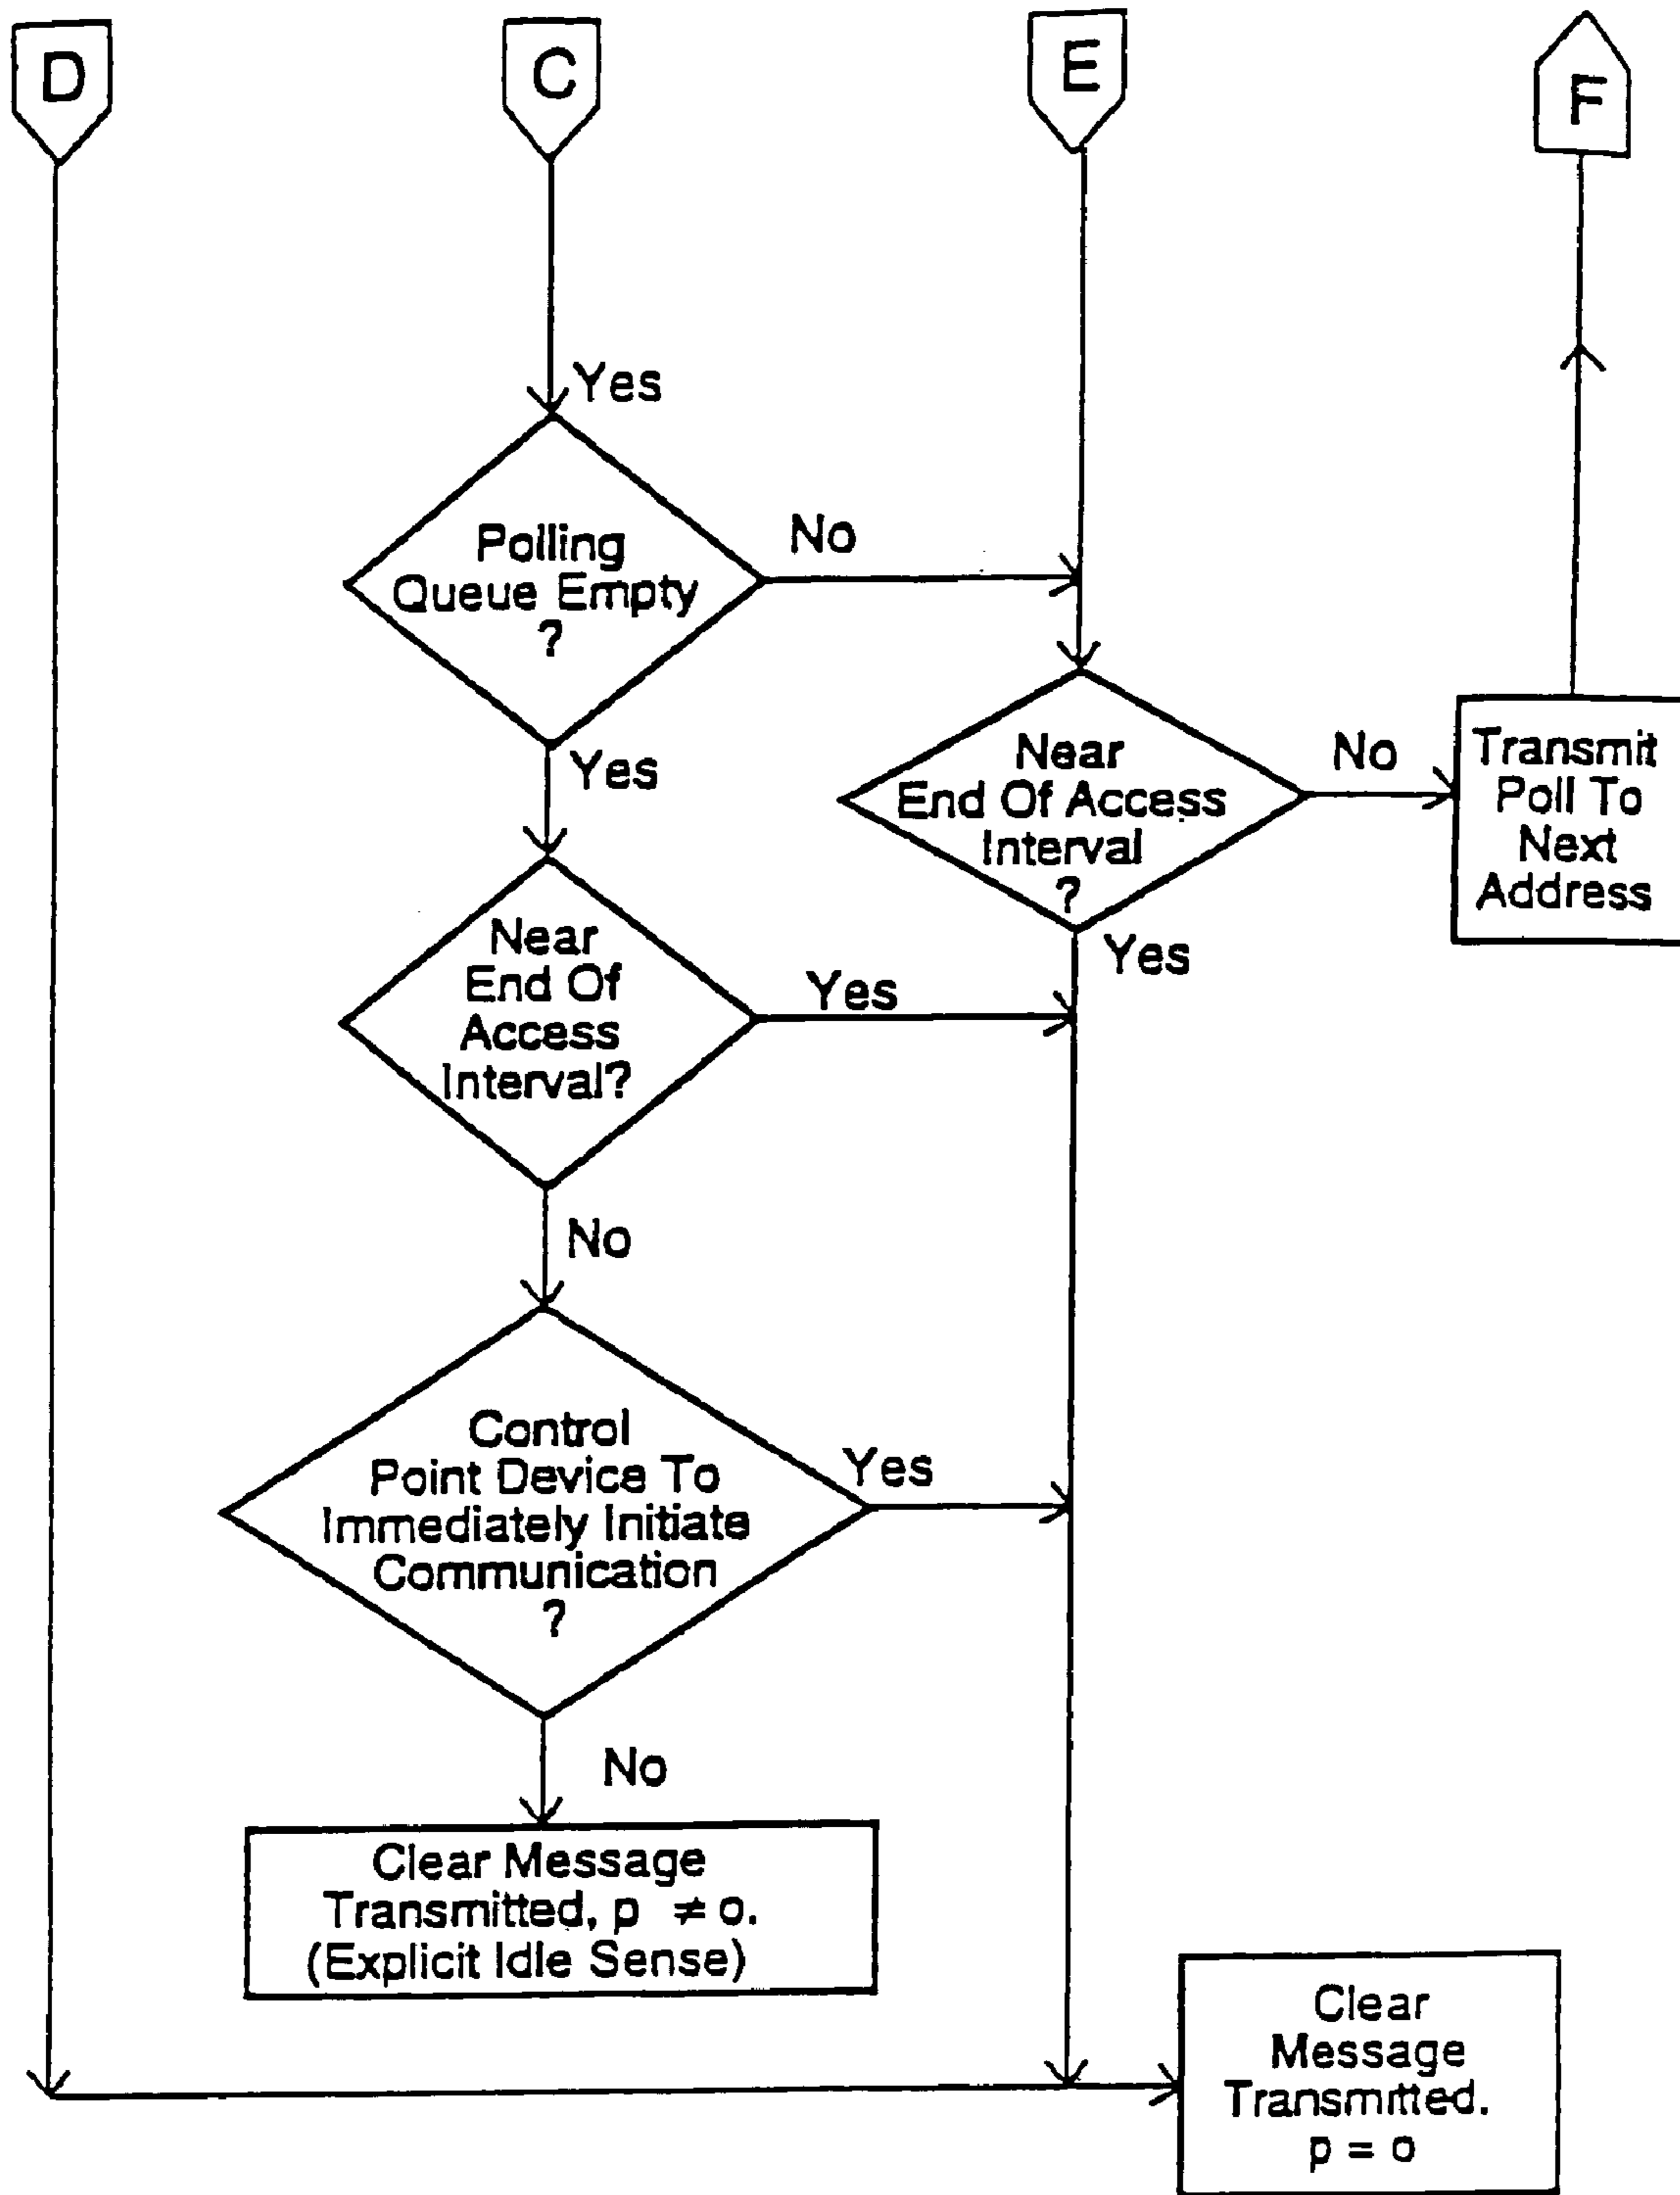 D
C
E
F
Yes
Polling
Queue Empty
?
No
Yes
Near
End Of Access
Interval
?
No
Transmit
Poll To
Next
Address
Yes
Near
End Of
Access
Interval?
Yes
No
Control
Point Device To
Immediately Initiate
Communication
?
Yes
No
Clear Message
Transmitted, p ≠ o.
(Explicit Idle Sense)
Clear
Message
Transmitted.
p = o